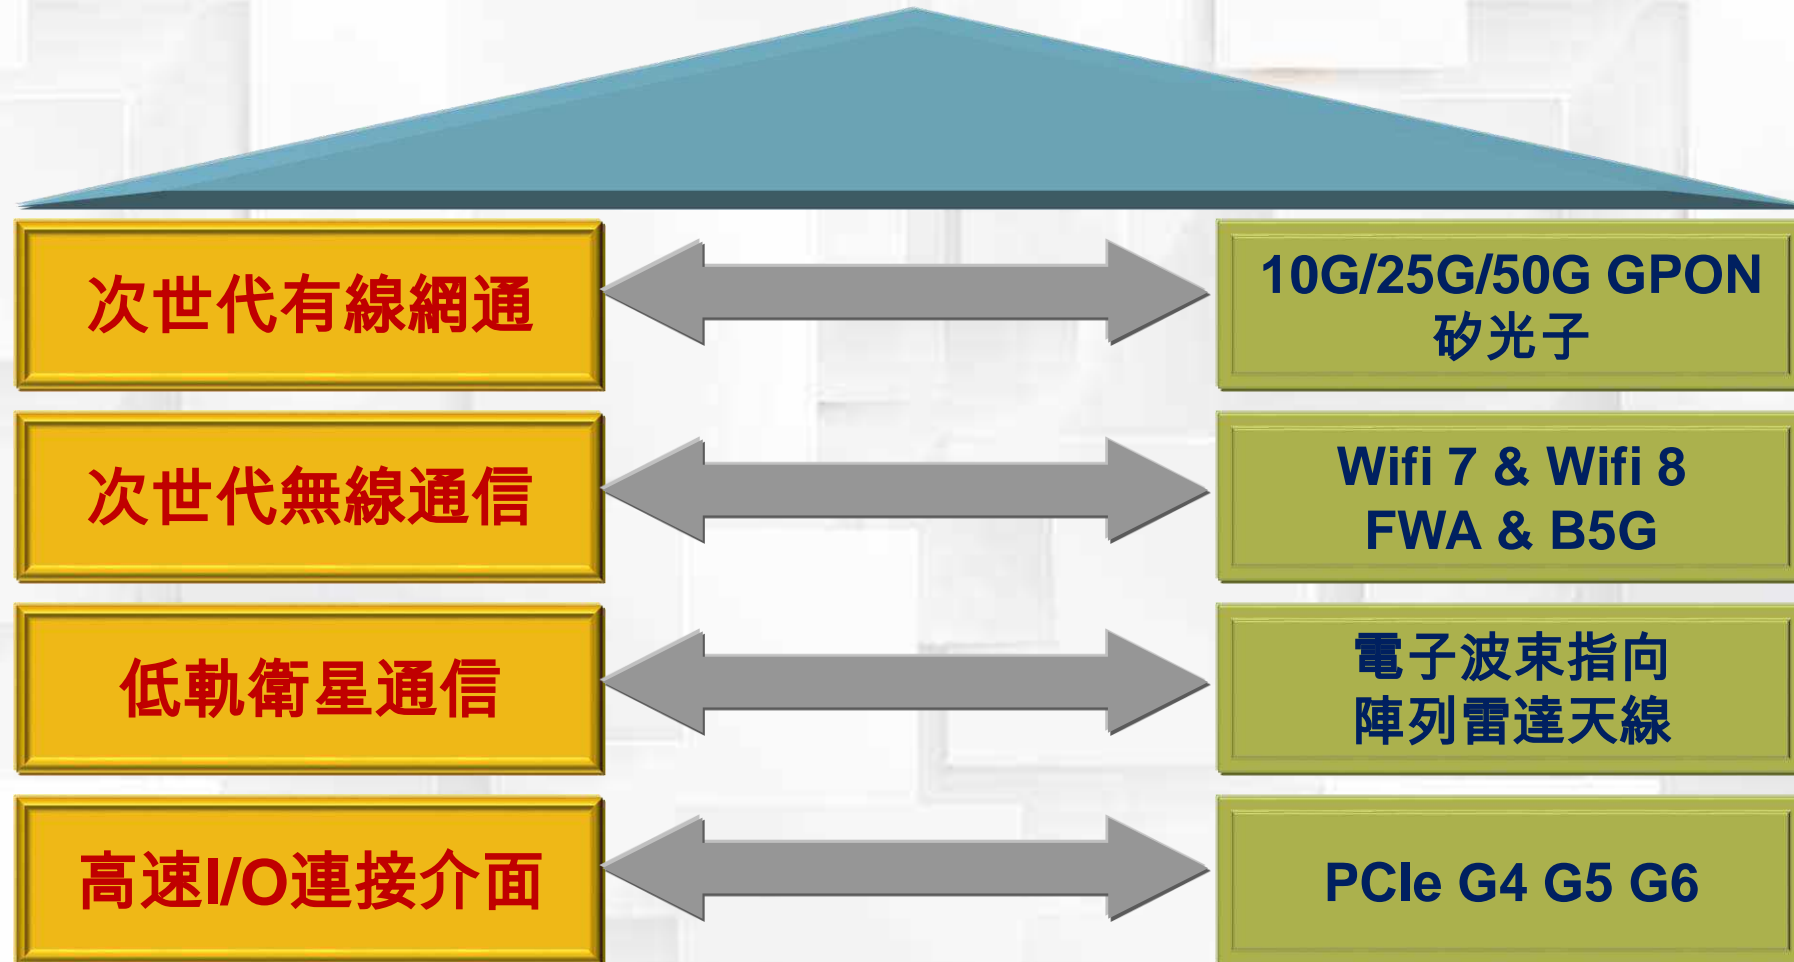 次世代有線網通
10G/25G/50G GPON
矽光子
次世代無線通信
Wifi 7 & Wifi 8
FWA & B5G
低軌衛星通信
電子波束指向
陣列雷達天線
高速I/O連接介面
PCIe G4 G5 G6